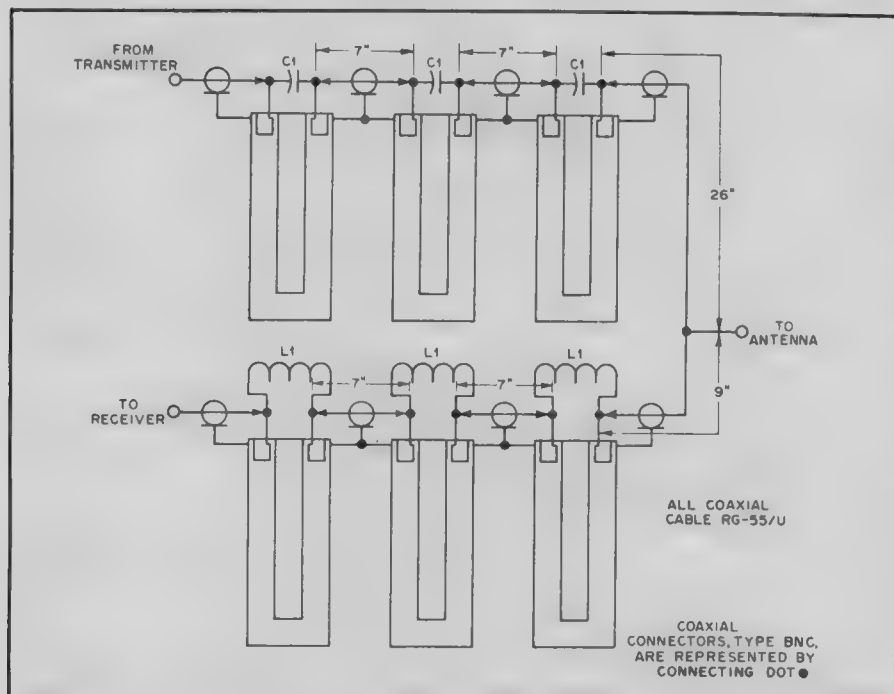 FROM
TRANSMITTER
C1
7"
C1
7"
C1
26"
TO
ANTENNA
L1
L1
L1
7"
7"
9"
TO
RECEIVER
ALL COAXIAL
CABLE RG-55/U
COAXIAL
CONNECTORS, TYPE BNC,
ARE REPRESENTED BY
CONNECTING DOT ●